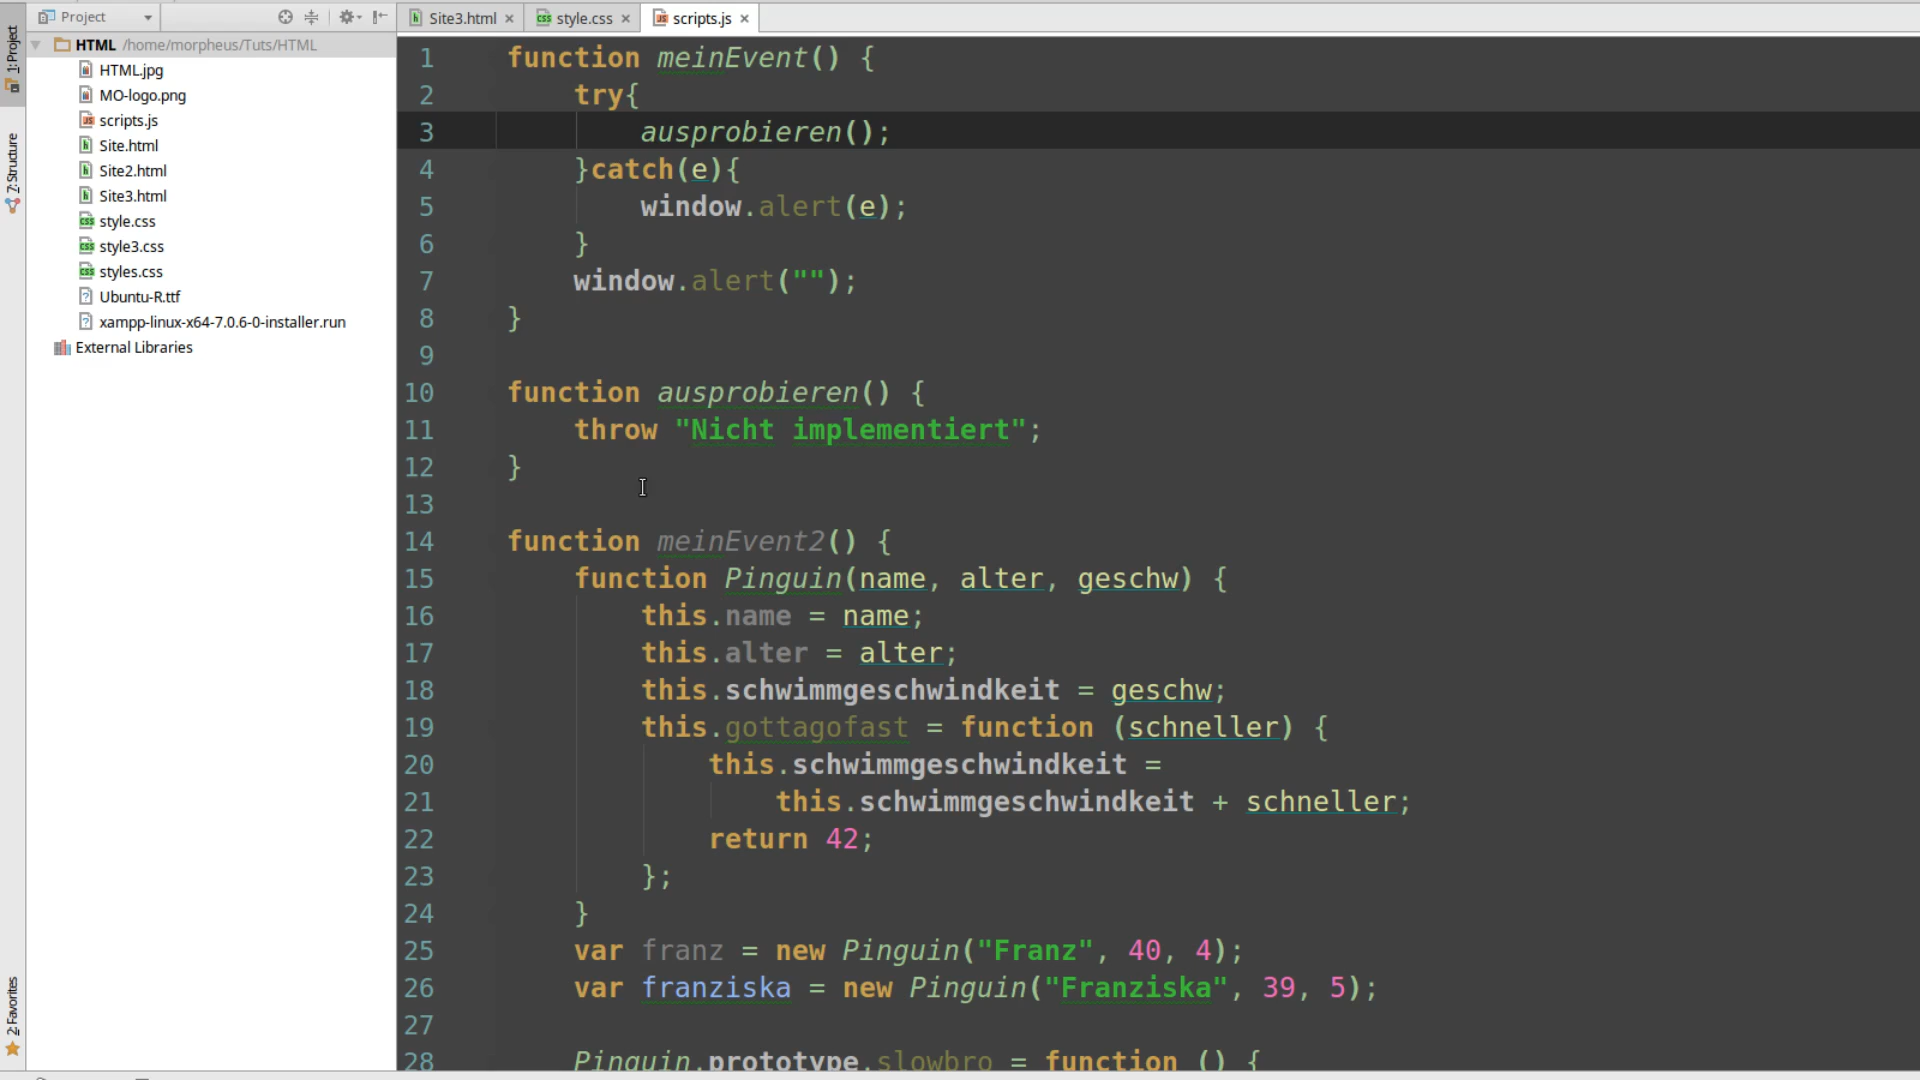 Project
Site3.html
style.css
scripts.js
1: Project
7: Structure
2: Favorites
HTML /home/morpheus/Tuts/HTML
HTML.jpg
MO-logo.png
scripts.js
Site.html
Site2.html
Site3.html
style.css
style3.css
styles.css
Ubuntu-R.ttf
xampp-linux-x64-7.0.6-0-installer.run
External Libraries
1 function meinEvent() {
2 try{
3 ausprobieren();
4 }catch(e){
5 window.alert(e);
6 }
7 window.alert("");
8 }
9
10 function ausprobieren() {
11 throw "Nicht implementiert";
12 }
13
14 function meinEvent2() {
15 function Pinguin(name, alter, geschw) {
16 this.name = name;
17 this.alter = alter;
18 this.schwimmgeschwindkeit = geschw;
19 this.gottagofast = function (schneller) {
20 this.schwimmgeschwindkeit =
21 this.schwimmgeschwindkeit + schneller;
22 return 42;
23 };
24 }
25 var franz = new Pinguin("Franz", 40, 4);
26 var franziska = new Pinguin("Franziska", 39, 5);
27
28 Pinguin.prototype.slowbro = function () {